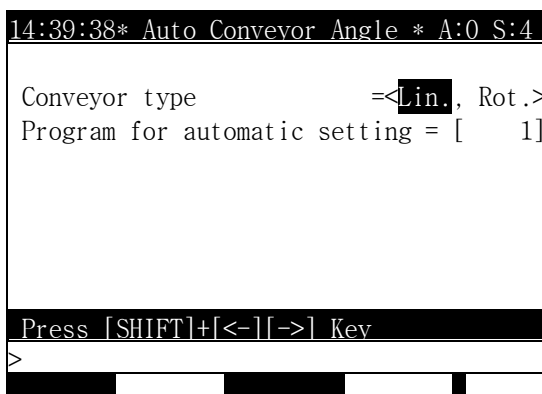 14:39:38* Auto Conveyor Angle * A:0 S:4
Conveyor type =<Lin., Rot.>
Program for automatic setting = [ 1]
Press [SHIFT]+[<-][->] Key
>